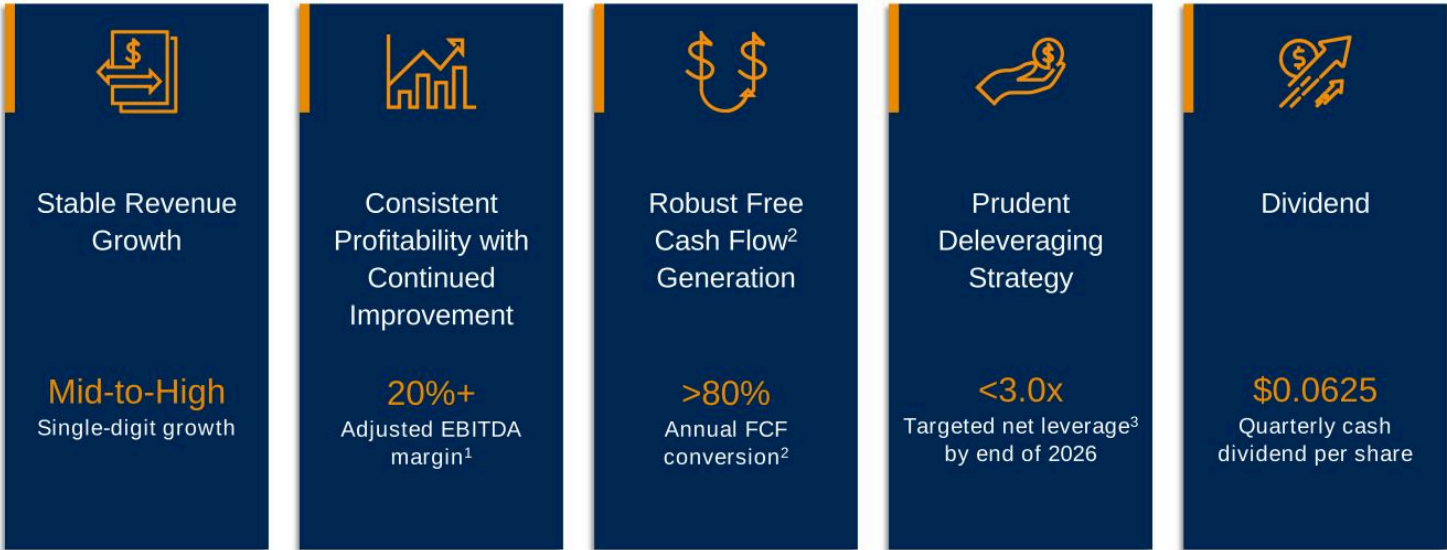 Stable Revenue
Growth
Mid-to-High
Single-digit growth
Consistent
Profitability with
Continued
Improvement
20%+
Adjusted EBITDA
margin¹
Robust Free
Cash Flow²
Generation
>80%
Annual FCF
conversion²
Prudent
Deleveraging
Strategy
<3.0x
Targeted net leverage³
by end of 2026
Dividend
$0.0625
Quarterly cash
dividend per share